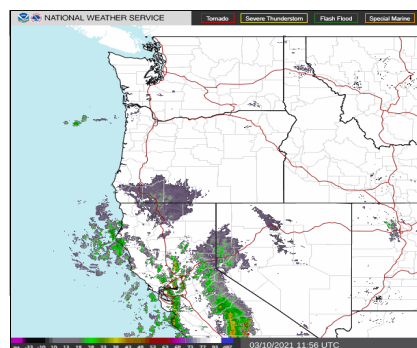 NATIONAL WEATHER SERVICE
Tornado
Severe Thunderstorm
Flash Flood
Special Marine
03/10/2021 11:56 UTC